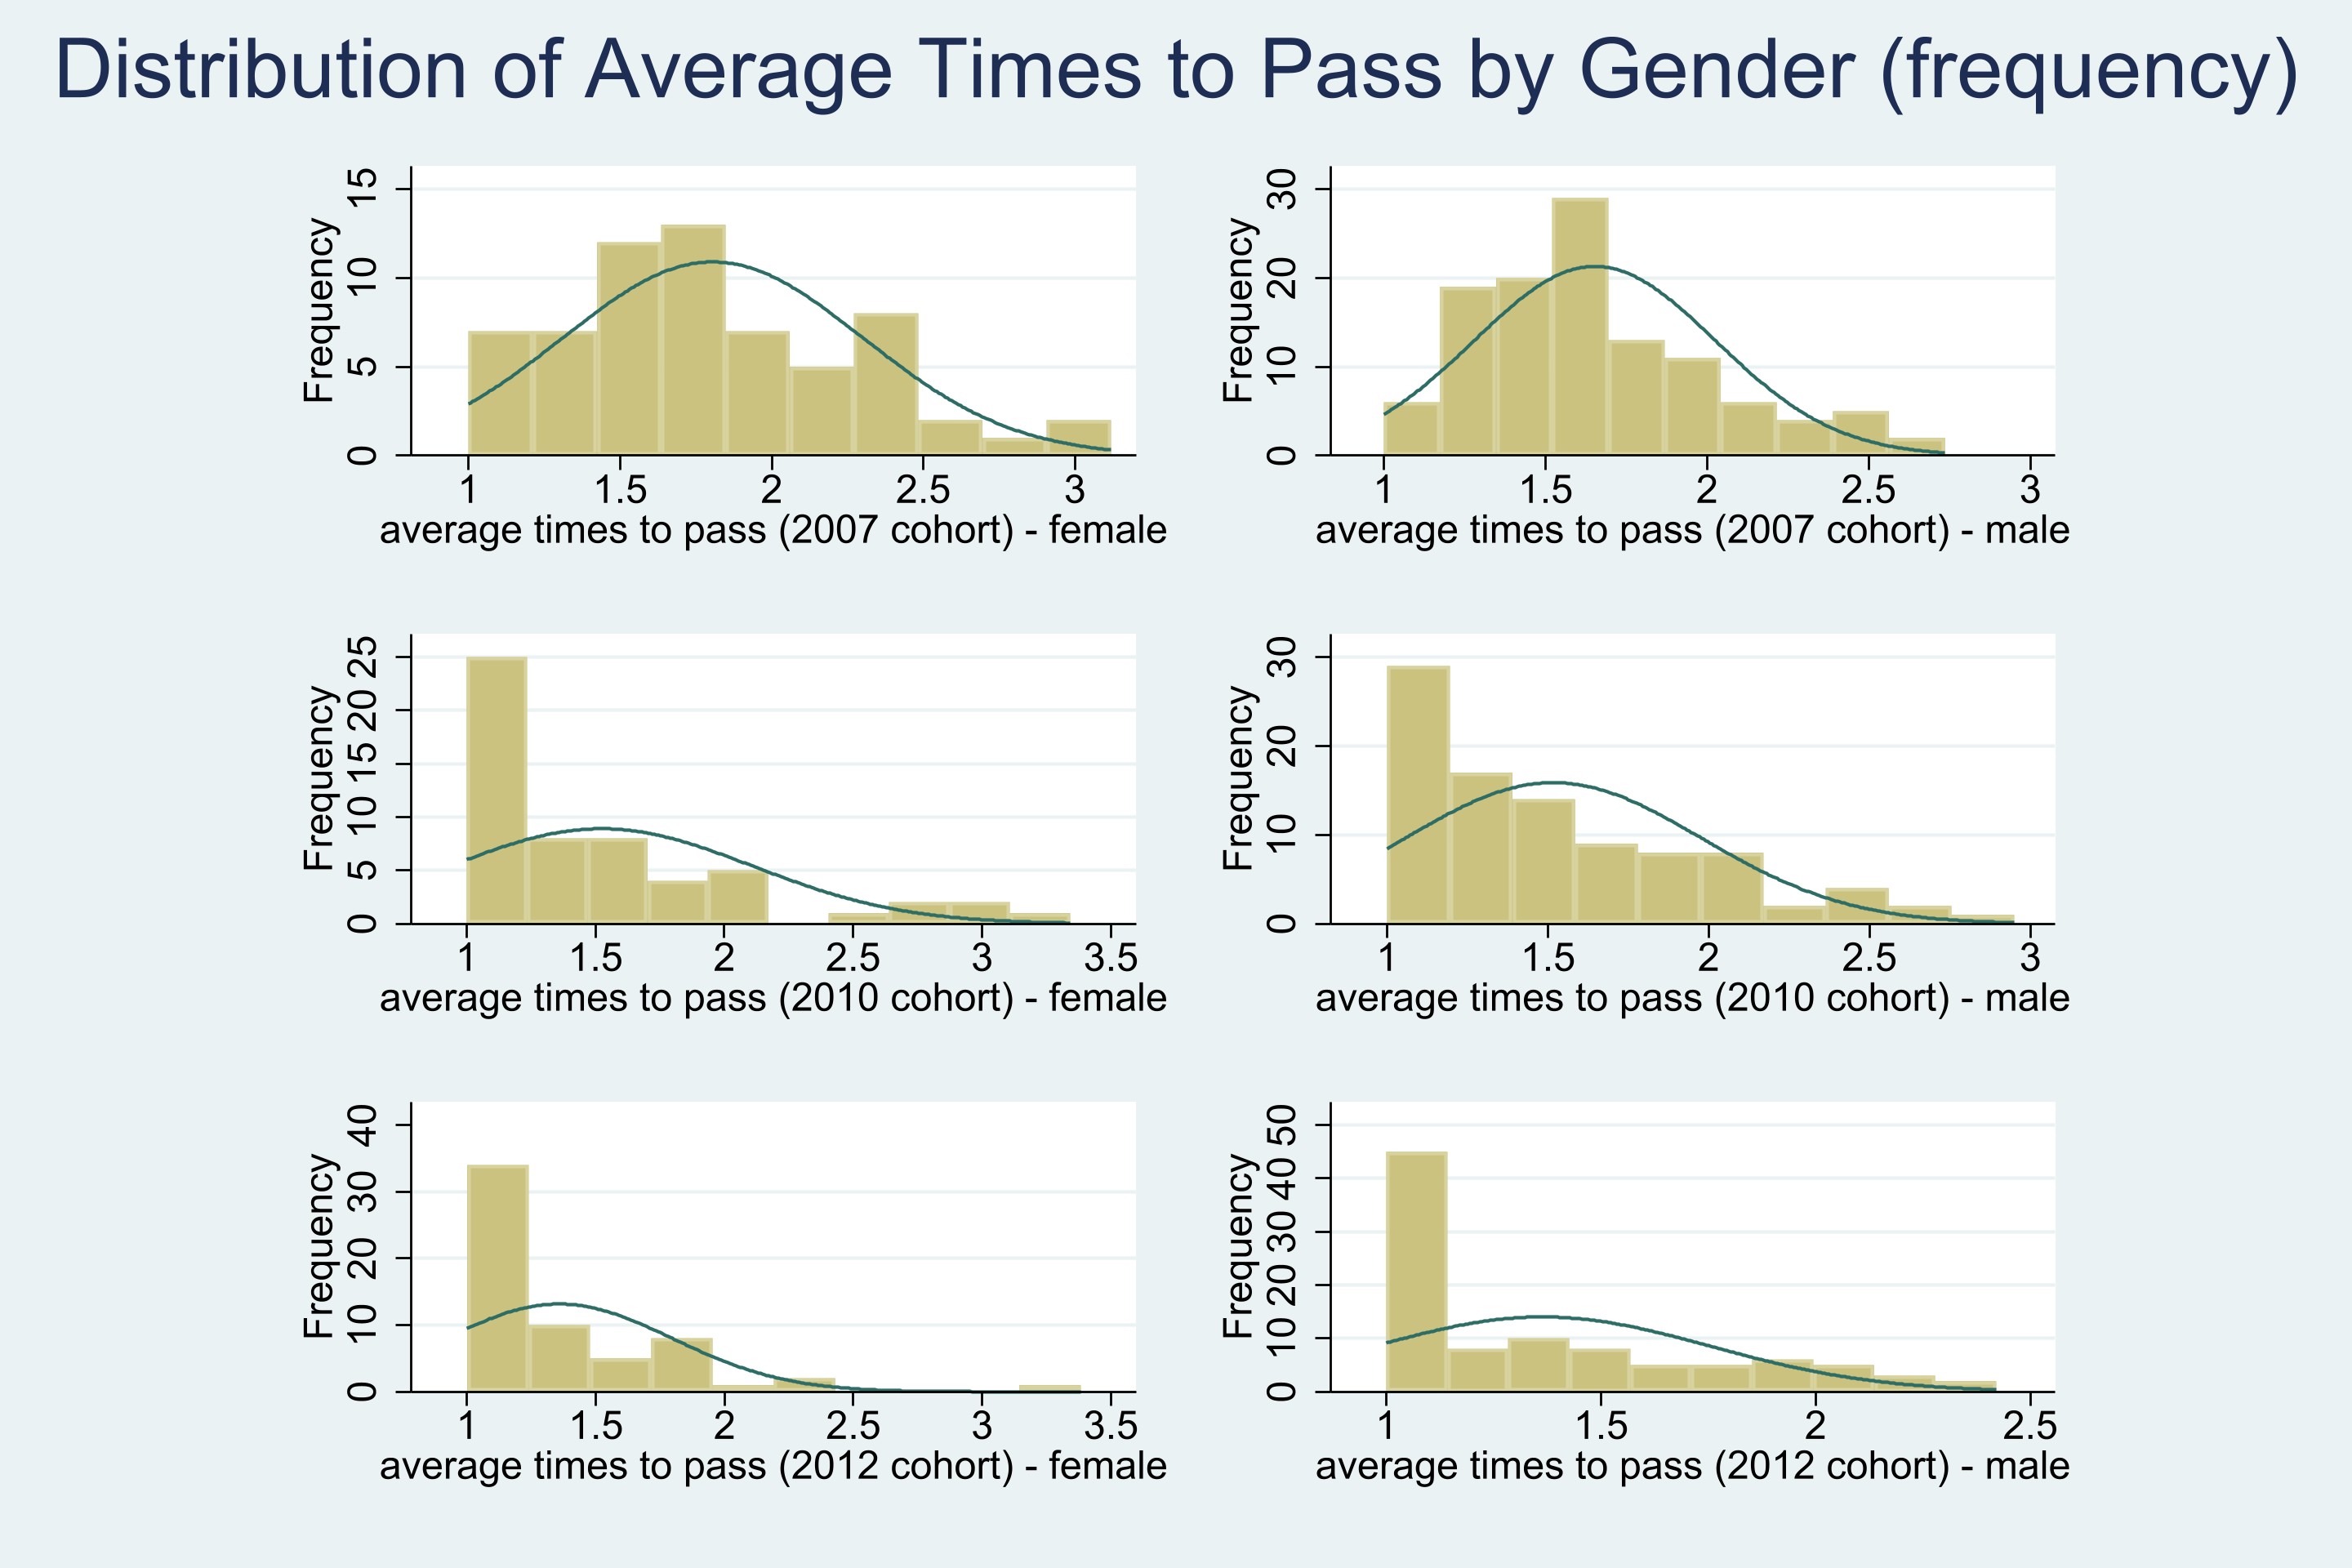 Distribution of Average Times to Pass by Gender (frequency)
Frequency
15
10
5
0
1 1.5 2 2.5 3
average times to pass (2007 cohort) - female
Frequency
30
20
10
0
1 1.5 2 2.5 3
average times to pass (2007 cohort) - male
Frequency
25
20
15
10
5
0
1 1.5 2 2.5 3 3.5
average times to pass (2010 cohort) - female
Frequency
30
20
10
0
1 1.5 2 2.5 3
average times to pass (2010 cohort) - male
Frequency
40
30
20
10
0
1 1.5 2 2.5 3 3.5
average times to pass (2012 cohort) - female
Frequency
50
40
30
20
10
0
1 1.5 2 2.5
average times to pass (2012 cohort) - male